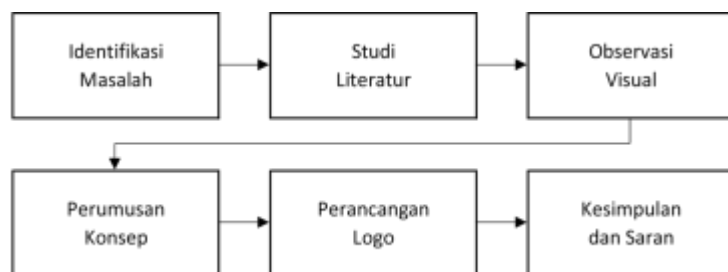 Identifikasi
Masalah
Studi
Literatur
Observasi
Visual
Perumusan
Konsep
Perancangan
Logo
Kesimpulan
dan Saran